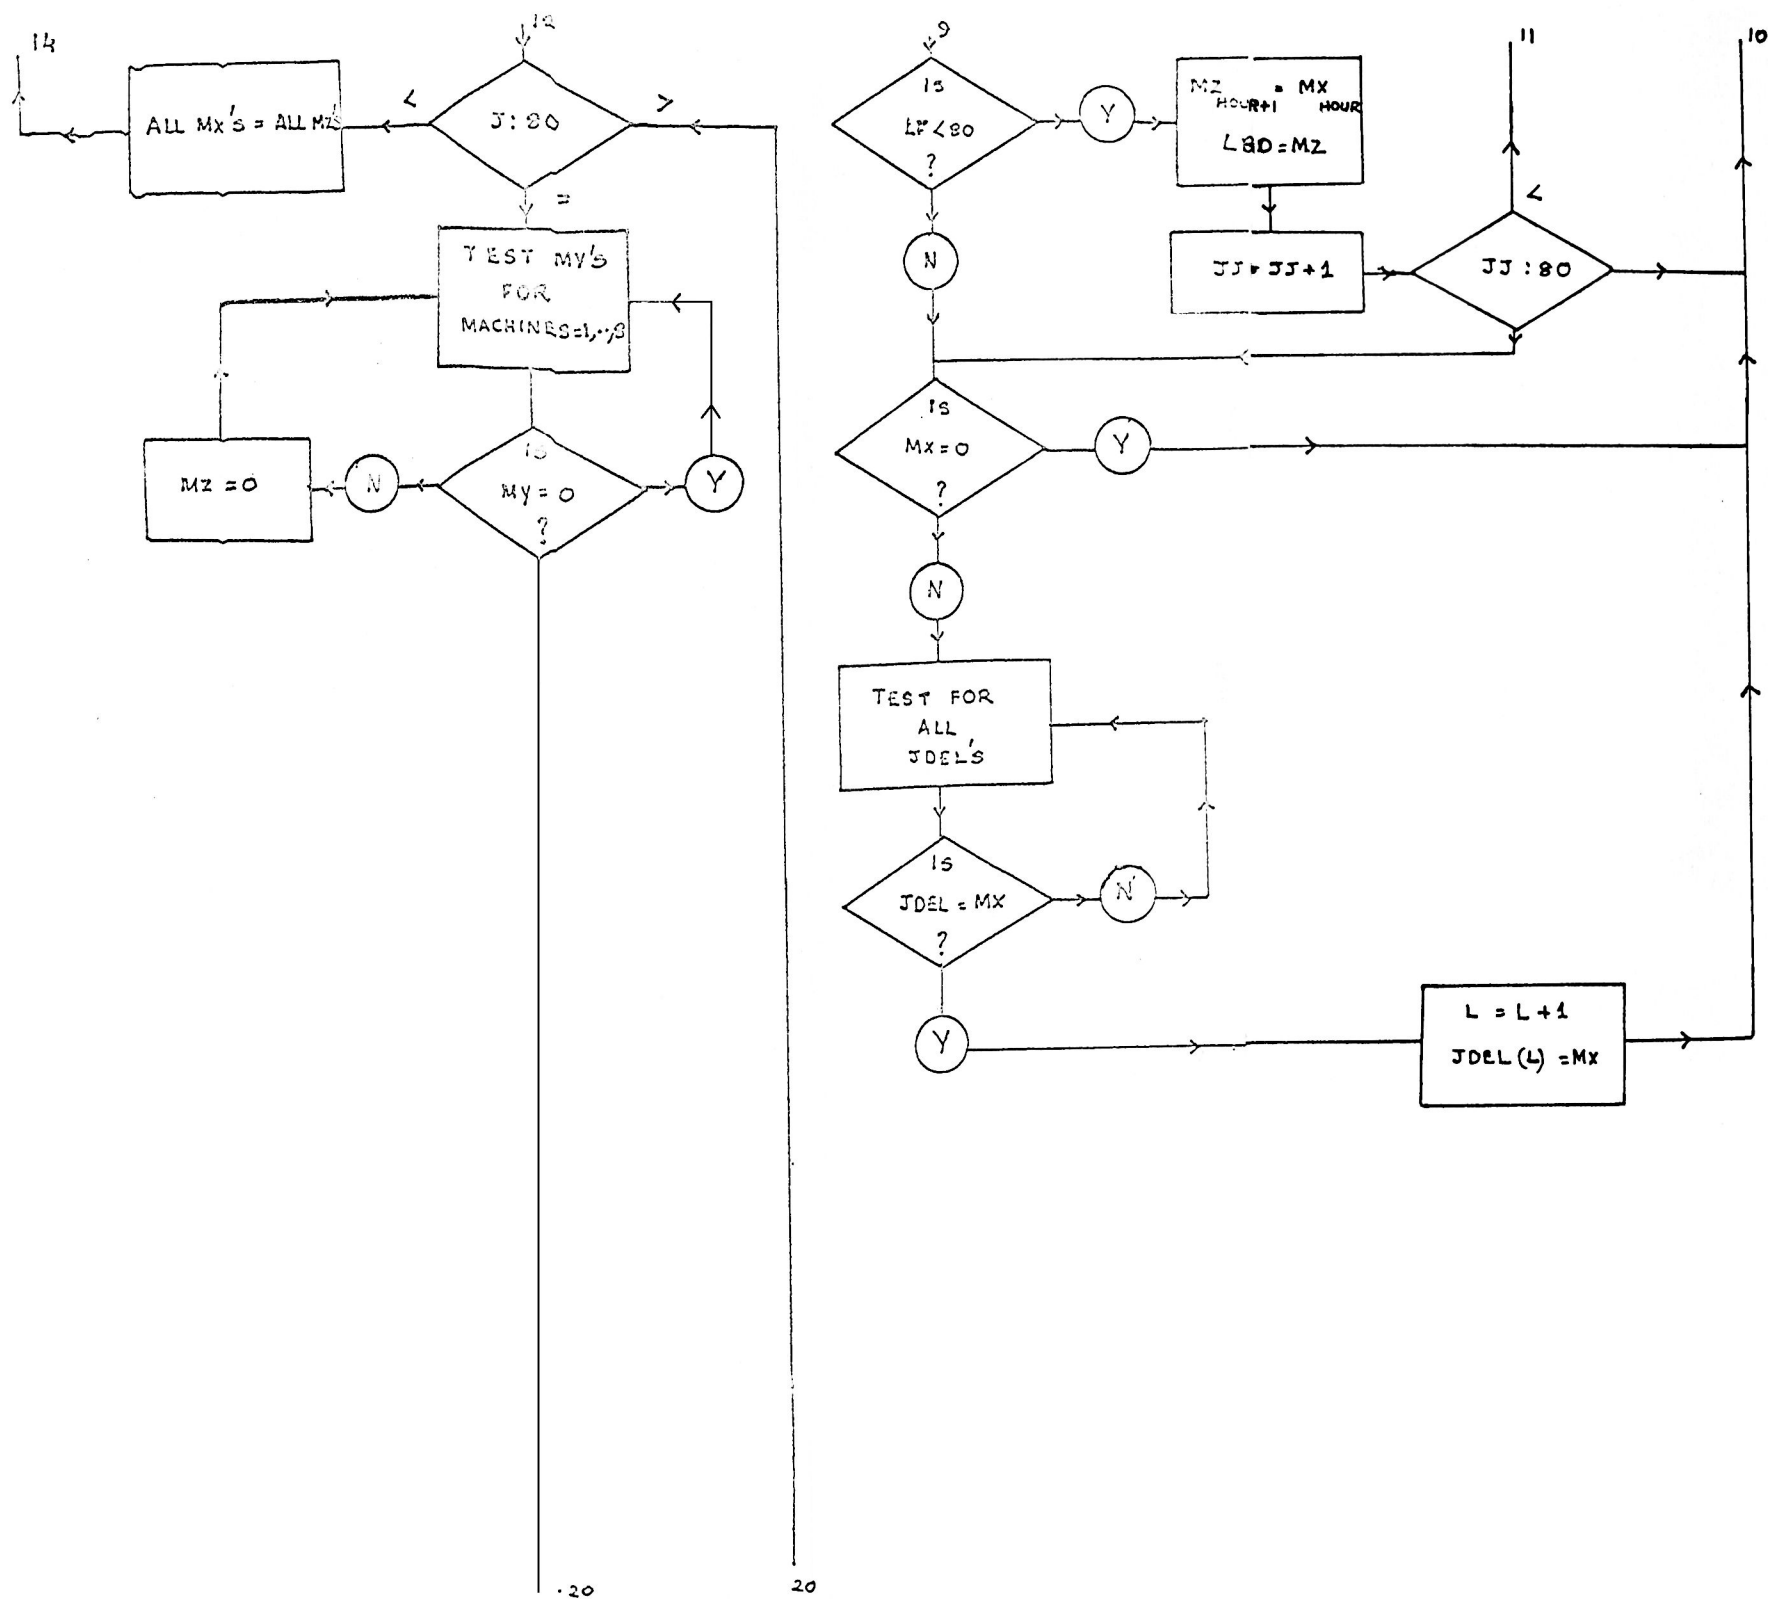 14
<
J:80
>
ALL MX'S = ALL MZ'S
=
TEST MY'S
FOR
MACHINES=1,..,8
IS
MY = 0
?
N
Y
MZ = 0
.20
20
9
IS
LP<80
?
Y
MZ HOUR+1 = MX HOUR
L80=MZ
N
JJ = JJ+1
JJ:80
<
11
10
IS
MX = 0
?
Y
N
TEST FOR
ALL
JDEL'S
IS
JDEL = MX
?
N
Y
L = L+1
JDEL(L) = MX